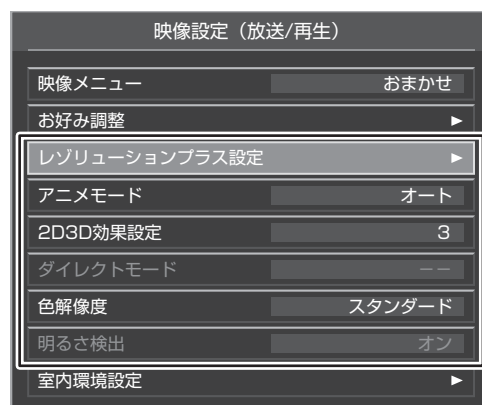 映像設定（放送/再生）
映像メニュー おまかせ
お好み調整 ►
レゾリューションプラス設定 ►
アニメモード オート
2D3D効果設定 3
ダイレクトモード −−
色解像度 スタンダード
明るさ検出 オン
室内環境設定 ►